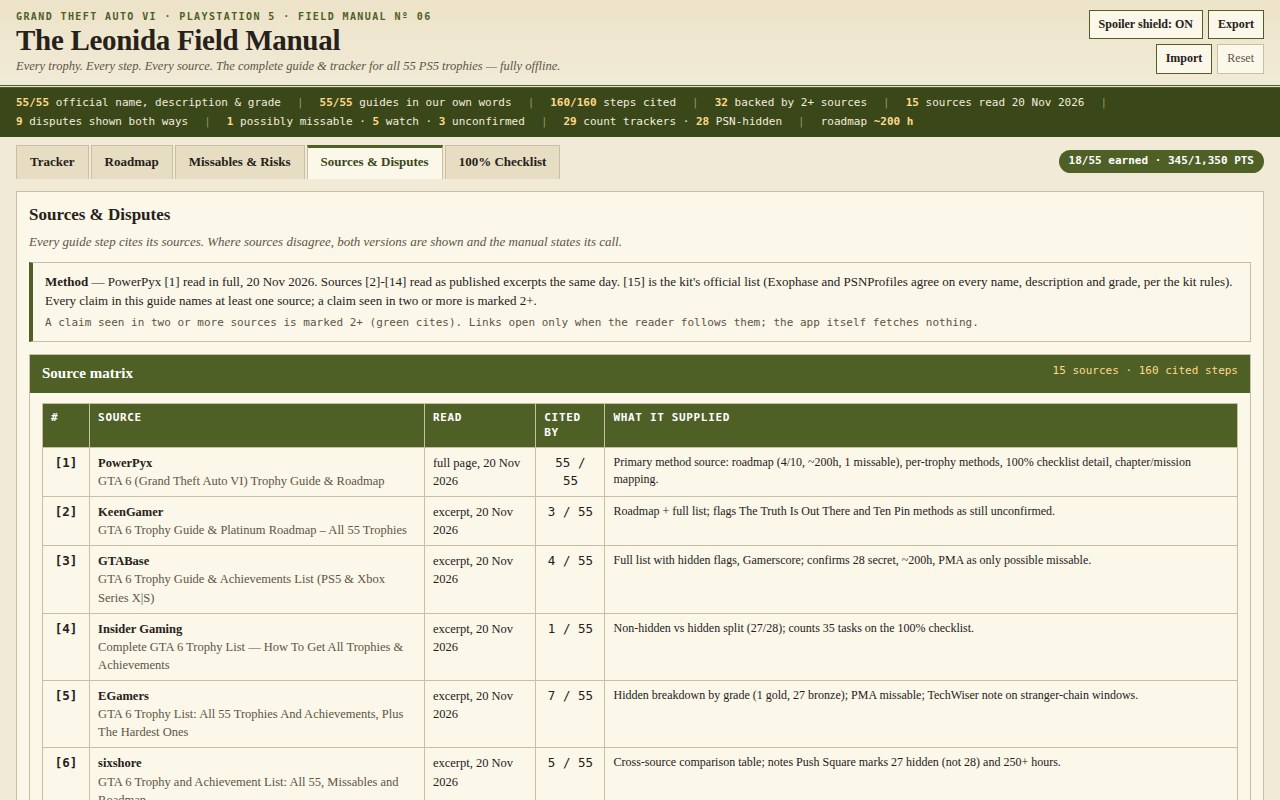 GRAND THEFT AUTO VI · PLAYSTATION 5 · FIELD MANUAL Nº 6
The Leonida Field Manual
Every trophy. Every step. Every source. The complete guide & tracker for all 55 PS5 trophies — fully offline.
Spoiler shield: ON
Export
Import
Reset
55/55 official name, description & grade | 55/55 guides in our own words | 160/160 steps cited | 32 backed by 2+ sources | 15 sources read 20 Nov 2026 |
9 disputes shown both ways | 1 possibly missable · 5 watch · 3 unconfirmed | 29 count trackers · 28 PSN-hidden | roadmap ~200 h
Tracker
Roadmap
Missables & Risks
Sources & Disputes
100% Checklist
18/55 earned · 345/1,350 PTS
Sources & Disputes
Every guide step cites its sources. Where sources disagree, both versions are shown and the manual states its call.
Method — PowerPyx [1] read in full, 20 Nov 2026. Sources [2]-[14] read as published excerpts the same day. [15] is the kit's official list (Exophase and PSNProfiles agree on every name, description and grade, per the kit rules).
Every claim in this guide names at least one source; a claim seen in two or more is marked 2+.
A claim seen in two or more sources is marked 2+ (green cites). Links open only when the reader follows them; the app itself fetches nothing.
Source matrix
15 sources · 160 cited steps
# SOURCE READ CITED BY WHAT IT SUPPLIED
[1] PowerPyx full page, 20 Nov 2026 55 / 55 Primary method source: roadmap (4/10, ~200h, 1 missable), per-trophy methods, 100% checklist detail, chapter/mission mapping.
GTA 6 (Grand Theft Auto VI) Trophy Guide & Roadmap
[2] KeenGamer excerpt, 20 Nov 2026 3 / 55 Roadmap + full list; flags The Truth Is Out There and Ten Pin methods as still unconfirmed.
GTA 6 Trophy Guide & Platinum Roadmap – All 55 Trophies
[3] GTABase excerpt, 20 Nov 2026 4 / 55 Full list with hidden flags, Gamerscore; confirms 28 secret, ~200h, PMA as only possible missable.
GTA 6 Trophy Guide & Achievements List (PS5 & Xbox
Series X|S)
[4] Insider Gaming excerpt, 20 Nov 2026 1 / 55 Non-hidden vs hidden split (27/28); counts 35 tasks on the 100% checklist.
Complete GTA 6 Trophy List — How To Get All Trophies &
Achievements
[5] EGamers excerpt, 20 Nov 2026 7 / 55 Hidden breakdown by grade (1 gold, 27 bronze); PMA missable; TechWiser note on stranger-chain windows.
GTA 6 Trophy List: All 55 Trophies And Achievements, Plus
The Hardest Ones
[6] sixshore excerpt, 20 Nov 2026 5 / 55 Cross-source comparison table; notes Push Square marks 27 hidden (not 28) and 250+ hours.
GTA 6 Trophy and Achievement List: All 55, Missables and
Roadmap